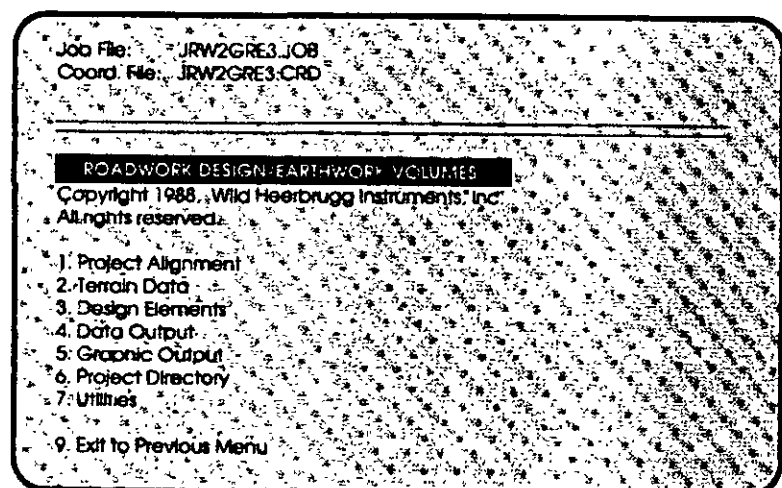 Job File: JRW2GRE3.JOB
Coord. File: JRW2GRE3.CRD
ROADWORK DESIGN-EARTHWORK VOLUMES
Copyright 1988, Wild Heerbrugg Instruments, Inc.
All rights reserved.
1. Project Alignment
2. Terrain Data
3. Design Elements
4. Data Output
5. Graphic Output
6. Project Directory
7. Utilities
9. Exit to Previous Menu